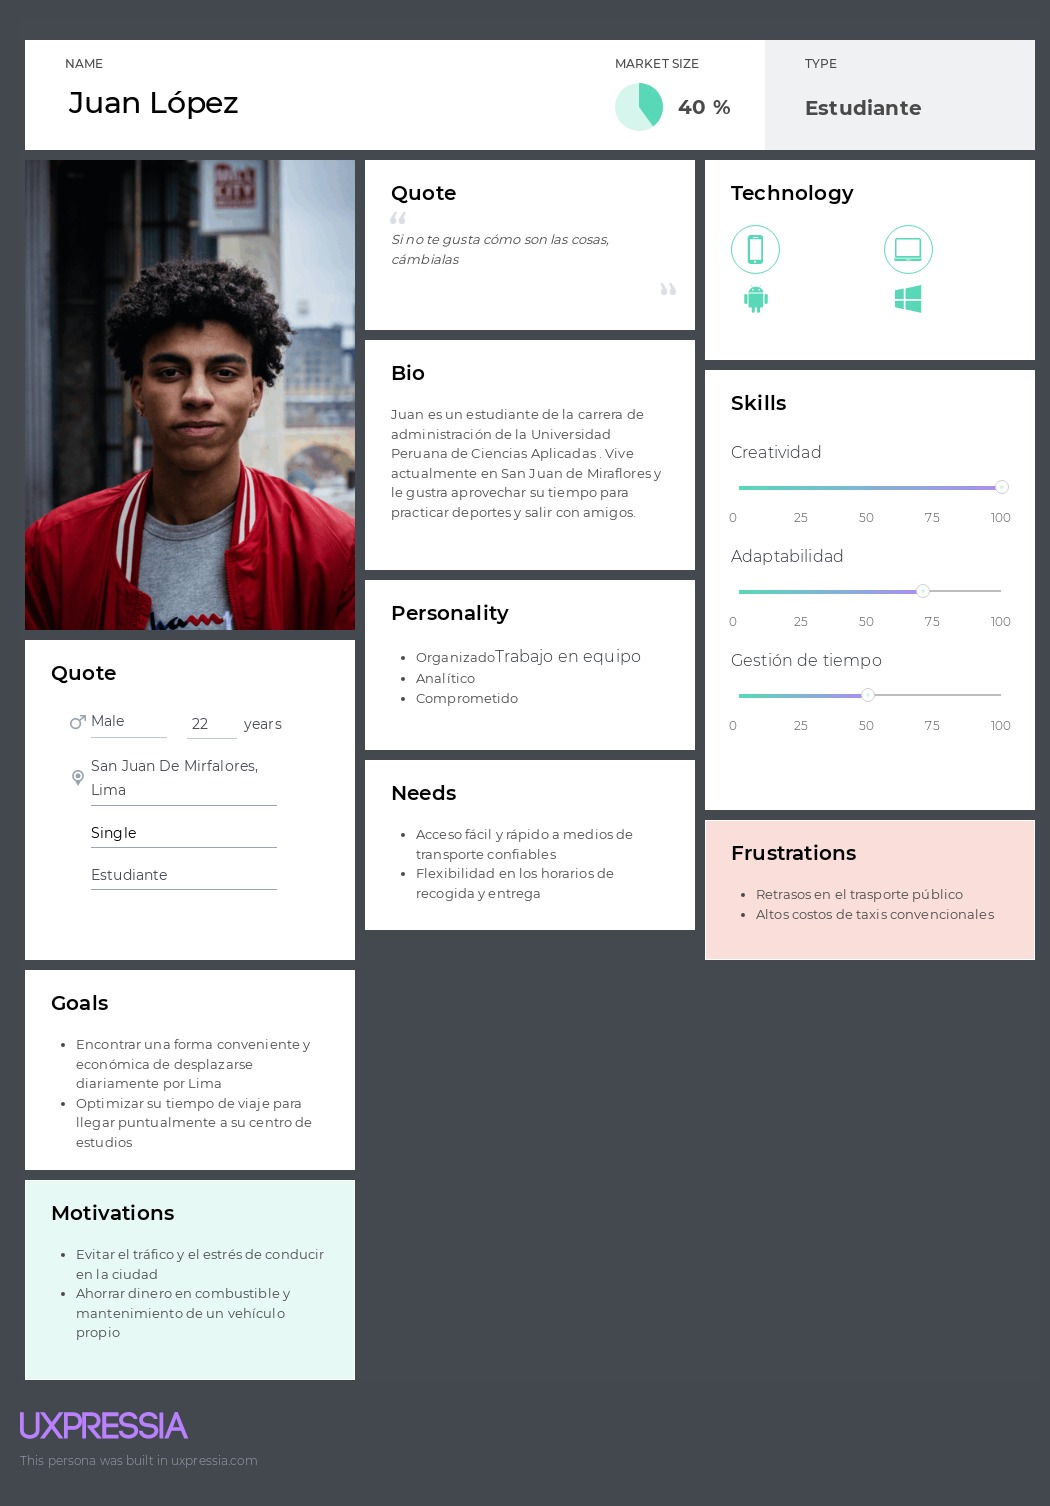 NAME
Juan López
MARKET SIZE
40 %
TYPE
Estudiante
Quote
Male
22 years
San Juan De Mirfalores,
Lima
Single
Estudiante
Goals
• Encontrar una forma conveniente y
económica de desplazarse
diariamente por Lima
• Optimizar su tiempo de viaje para
llegar puntualmente a su centro de
estudios
Motivations
• Evitar el tráfico y el estrés de conducir
en la ciudad
• Ahorrar dinero en combustible y
mantenimiento de un vehículo
propio
Quote
“
Si no te gusta cómo son las cosas,
cámbialas
”
Bio
Juan es un estudiante de la carrera de
administración de la Universidad
Peruana de Ciencias Aplicadas . Vive
actualmente en San Juan de Miraflores y
le gustra aprovechar su tiempo para
practicar deportes y salir con amigos.
Personality
• OrganizadoTrabajo en equipo
• Analítico
• Comprometido
Needs
• Acceso fácil y rápido a medios de
transporte confiables
• Flexibilidad en los horarios de
recogida y entrega
Technology
Skills
Creatividad
0 25 50 75 100
Adaptabilidad
0 25 50 75 100
Gestión de tiempo
0 25 50 75 100
Frustrations
• Retrasos en el trasporte público
• Altos costos de taxis convencionales
UXPRESSIA
This persona was built in uxpressia.com